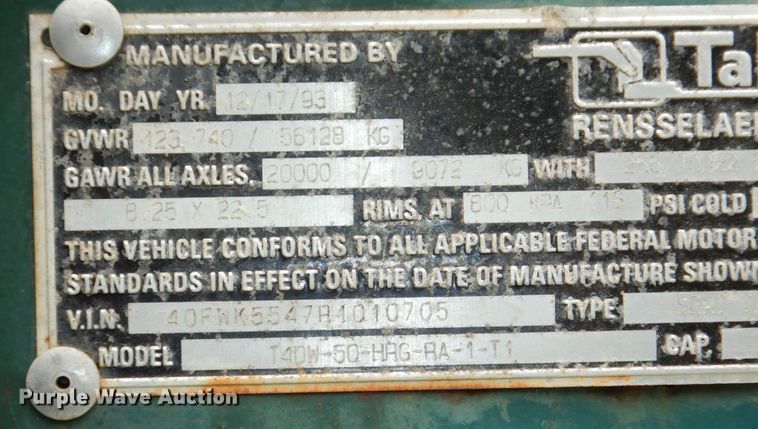 MANUFACTURED BY Ta
RENSSELAE
MO. DAY YR. 12/17/93
GVWR 123,740 / 56128 KG
GAWR ALL AXLES. 20000 / 9072 KG WITH
8.25 X 22.5 RIMS. AT 800 KPA 115 PSI COLD
THIS VEHICLE CONFORMS TO ALL APPLICABLE FEDERAL MOTOR
STANDARDS IN EFFECT ON THE DATE OF MANUFACTURE SHOWN
V.I.N. 40FWK5547R1010705 TYPE
MODEL T4DW-50-HRG-RA-1-T1 CAP.
Purple Wave Auction